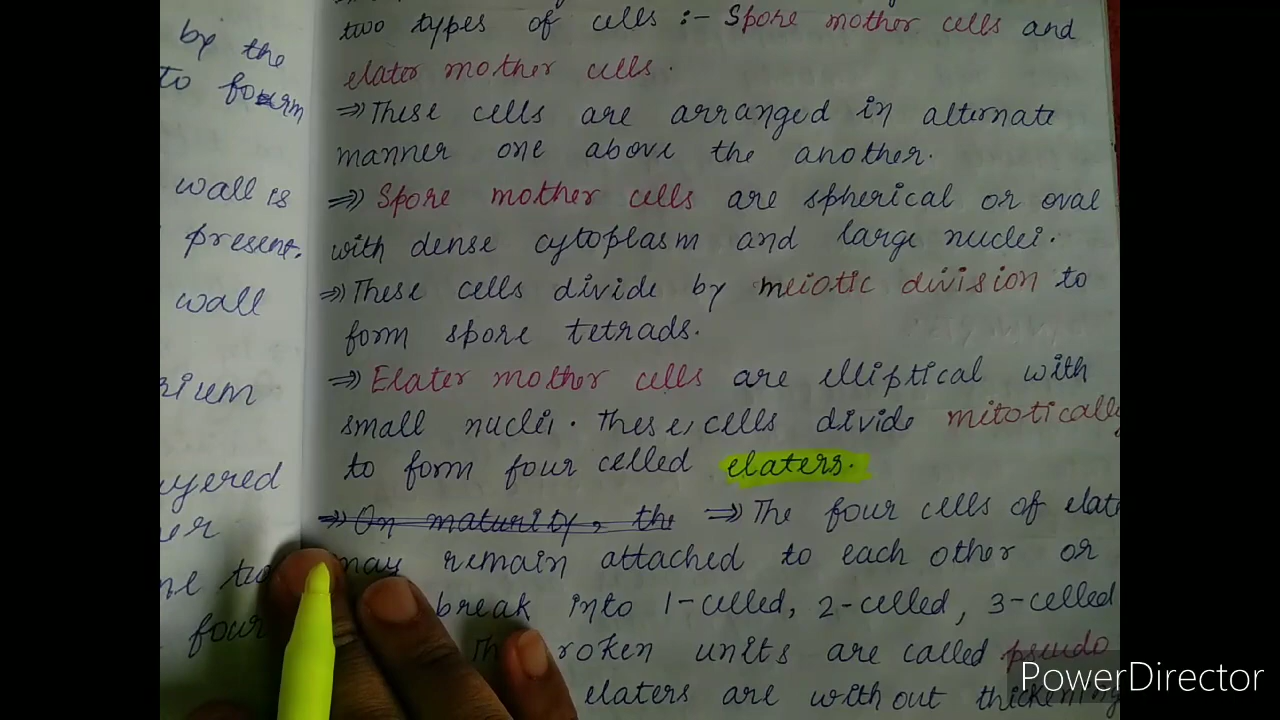 by the
to fourm
wall is
present.
wall
ayered
four
two types of cells :- Spore mother cells and
elater mother cells.
⇒ These cells are arranged in alternate
manner one above the another.
⇒ Spore mother cells are spherical or oval
with dense cytoplasm and large nuclei.
⇒ These cells divide by meiotic division to
form spore tetrads.
⇒ Elater mother cells are elliptical with
small nuclei. These, cells divide mitotically
to form four celled elaters.
⇒ On maturity, the ⇒ The four cells of elat
may remain attached to each other or
break into 1-celled, 2-celled, 3-celled
roken units are called pseudo
elaters are without thickening
PowerDirector